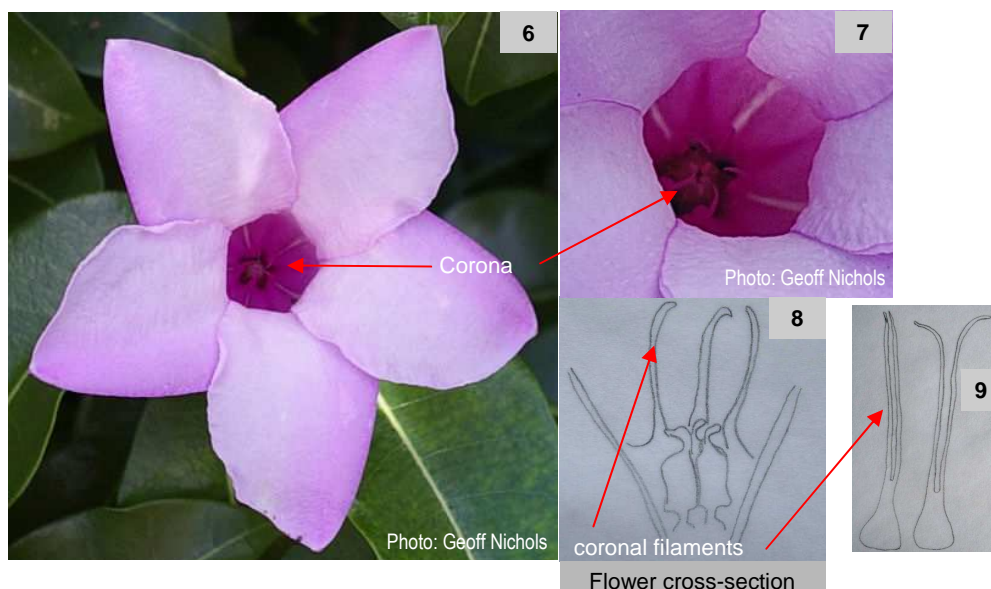 6
7
Corona
Photo: Geoff Nichols
8
9
Photo: Geoff Nichols
coronal filaments
Flower cross-section